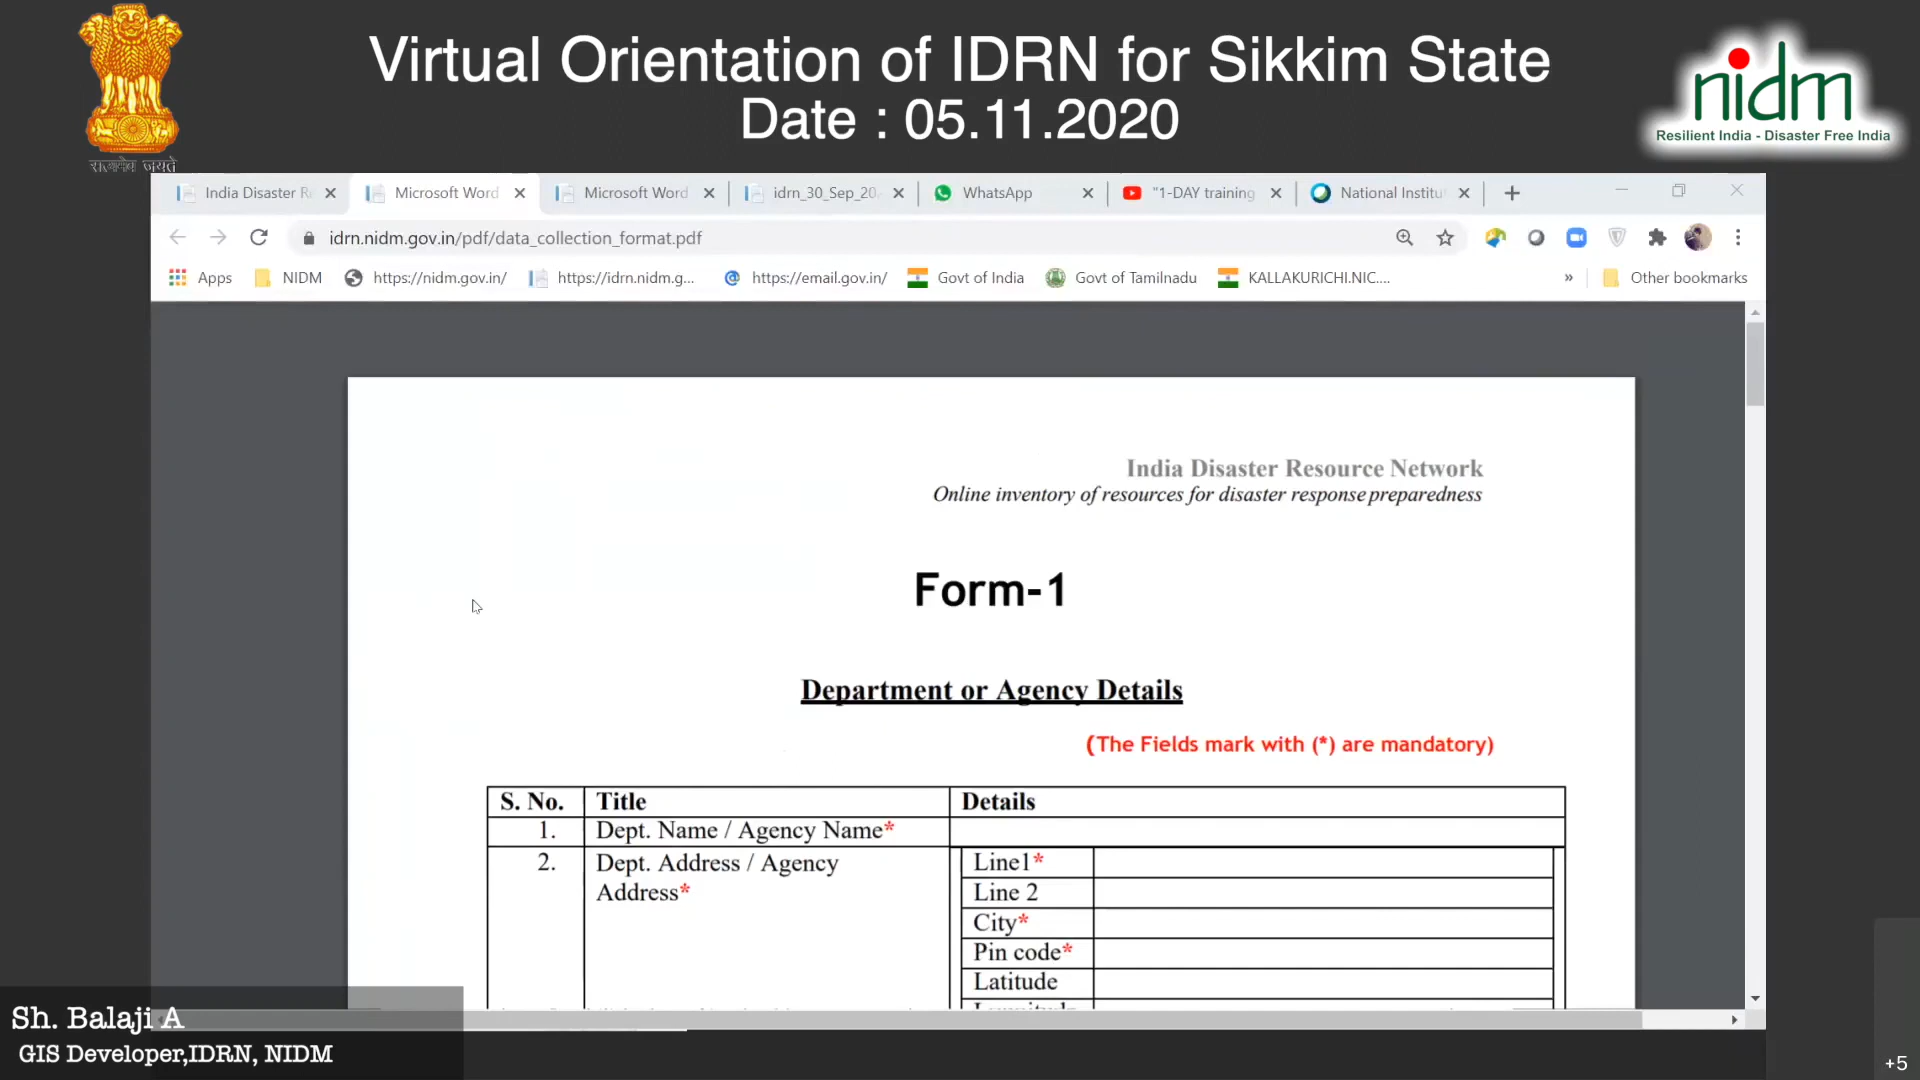 Virtual Orientation of IDRN for Sikkim State
Date : 05.11.2020
सत्यमेव जयते
nidm
Resilient India - Disaster Free India
India Disaster R
Microsoft Word
Microsoft Word
idrn_30_Sep_20
WhatsApp
"1-DAY training
National Institu
idrn.nidm.gov.in/pdf/data_collection_format.pdf
Apps
NIDM
https://nidm.gov.in/
https://idrn.nidm.g...
https://email.gov.in/
Govt of India
Govt of Tamilnadu
KALLAKURICHI.NIC....
»
Other bookmarks
India Disaster Resource Network
Online inventory of resources for disaster response preparedness
Form-1
Department or Agency Details
(The Fields mark with (*) are mandatory)
S. No. Title Details
1. Dept. Name / Agency Name*
2. Dept. Address / Agency Line1*
Address* Line 2
City*
Pin code*
Latitude
Sh. Balaji A
GIS Developer,IDRN, NIDM
+5